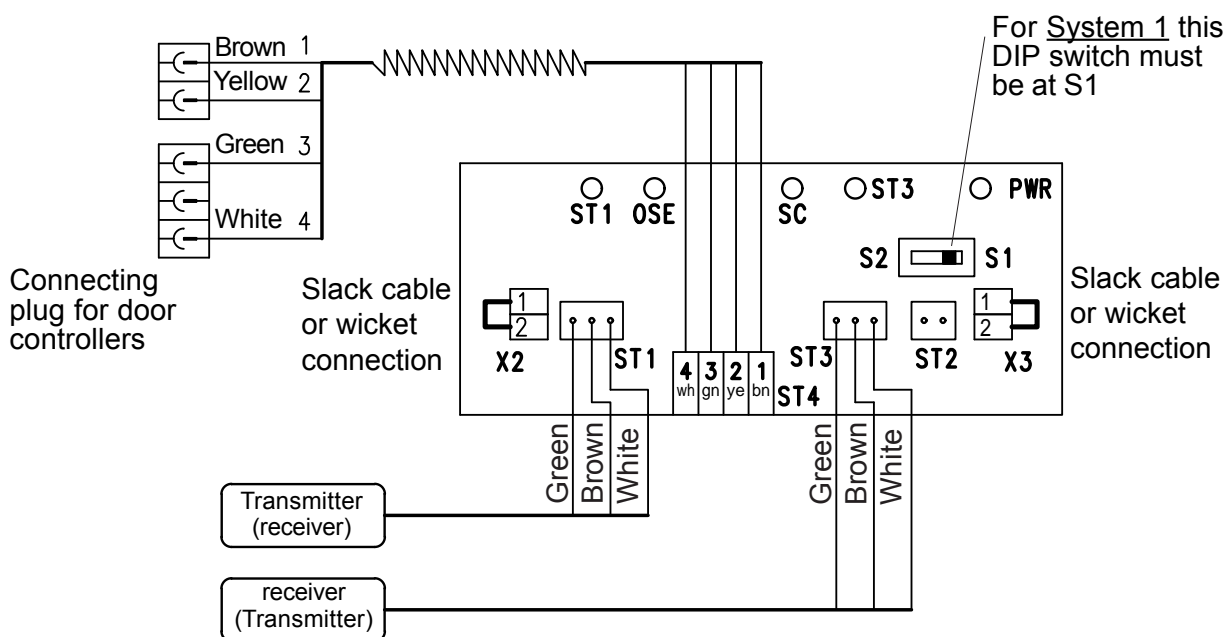 For System 1 this
DIP switch must
be at S1
Brown 1
Yellow 2
Green 3
White 4
Connecting
plug for door
controllers
ST1 OSE SC ST3 PWR
S2 S1
Slack cable
or wicket
connection
1
2
X2
ST1
ST3
ST2
1
2
X3
Slack cable
or wicket
connection
4 3 2 1
wh gn ye bn
ST4
Green
Brown
White
Green
Brown
White
Transmitter
(receiver)
receiver
(Transmitter)